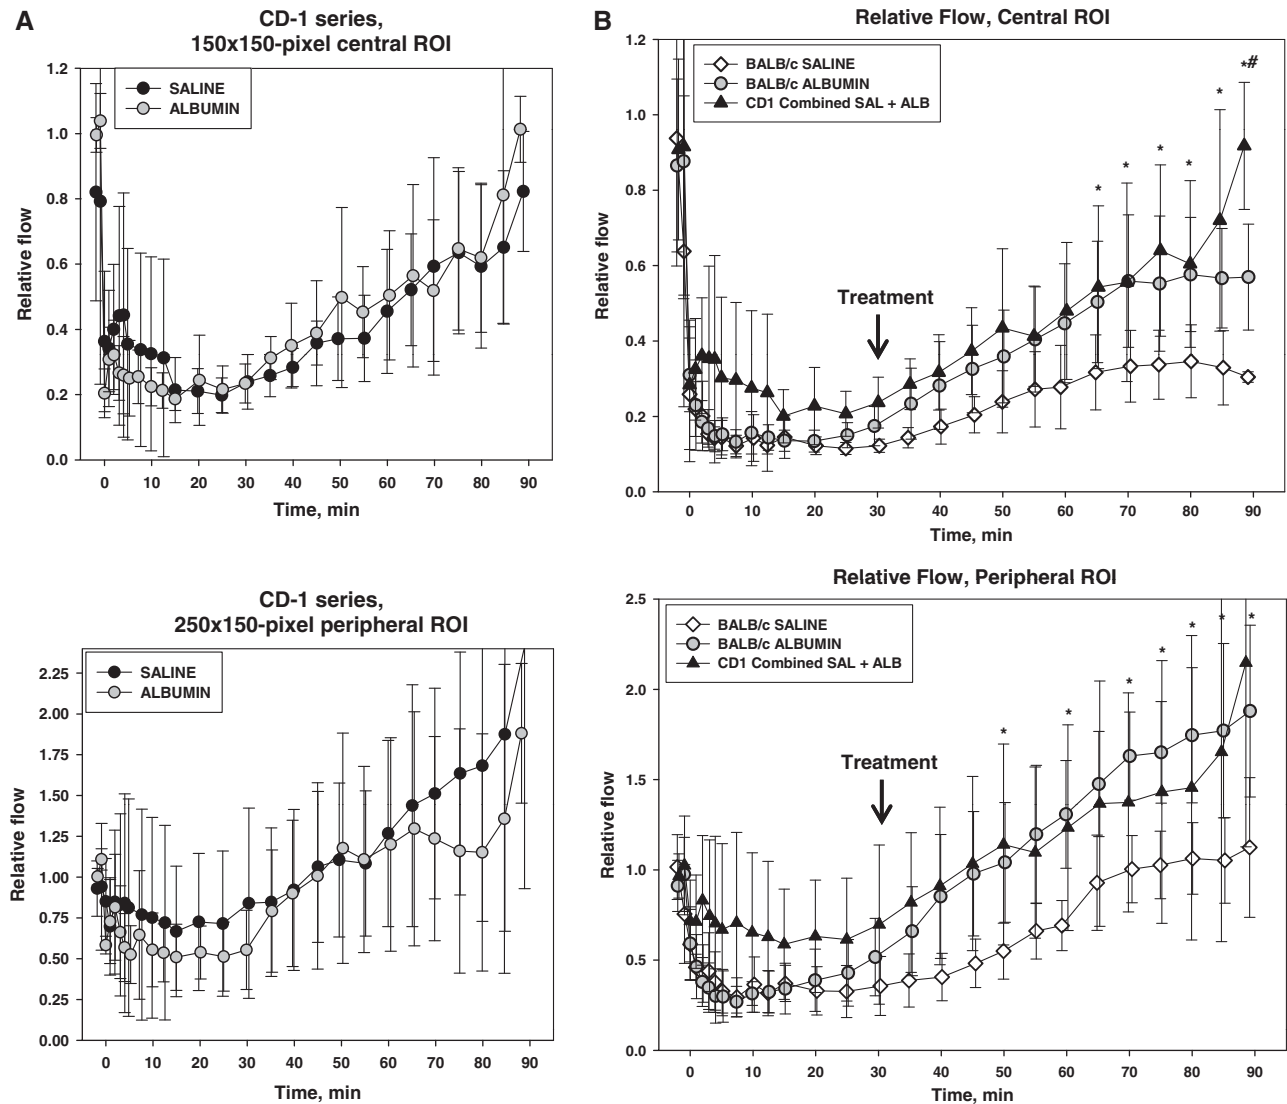 A
CD-1 series,
150x150-pixel central ROI
SALINE
ALBUMIN
Relative flow
1.2
1.0
0.8
0.6
0.4
0.2
0.0
0 10 20 30 40 50 60 70 80 90
Time, min
B
Relative Flow, Central ROI
BALB/c SALINE
BALB/c ALBUMIN
CD1 Combined SAL + ALB
Treatment
* * * * * *#
Relative flow
1.2
1.0
0.8
0.6
0.4
0.2
0.0
0 10 20 30 40 50 60 70 80 90
Time, min
CD-1 series,
250x150-pixel peripheral ROI
SALINE
ALBUMIN
Relative flow
2.25
2.00
1.75
1.50
1.25
1.00
0.75
0.50
0.25
0.00
0 10 20 30 40 50 60 70 80 90
Time, min
Relative Flow, Peripheral ROI
BALB/c SALINE
BALB/c ALBUMIN
CD1 Combined SAL + ALB
Treatment
* * * * * * *
Relative flow
2.5
2.0
1.5
1.0
0.5
0.0
0 10 20 30 40 50 60 70 80 90
Time, min